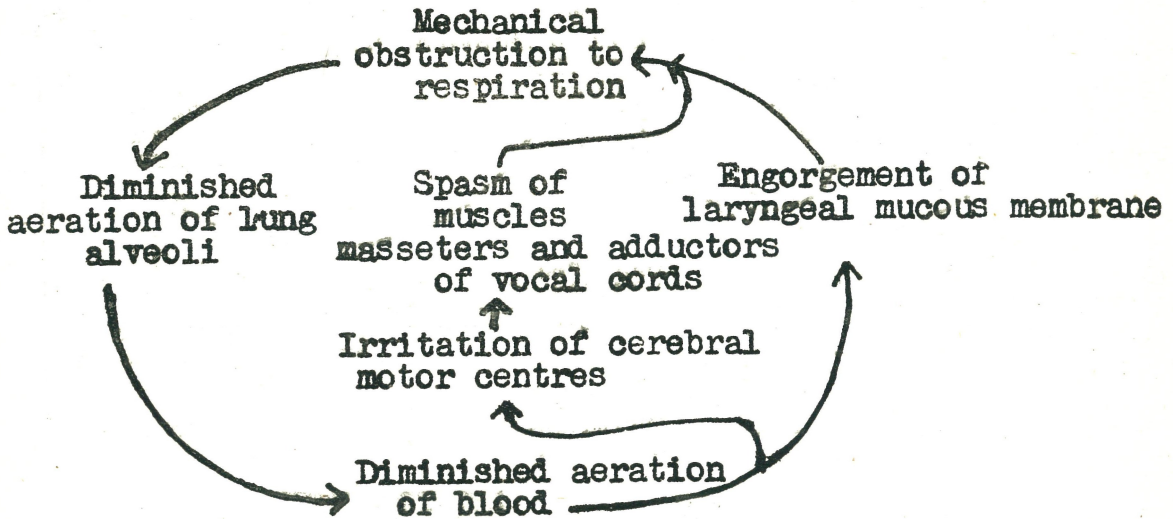 Mechanical
obstruction to
respiration
Diminished
aeration of lung
alveoli
Spasm of
muscles
masseters and adductors
of vocal cords
Engorgement of
laryngeal mucous membrane
Irritation of cerebral
motor centres
Diminished aeration
of blood